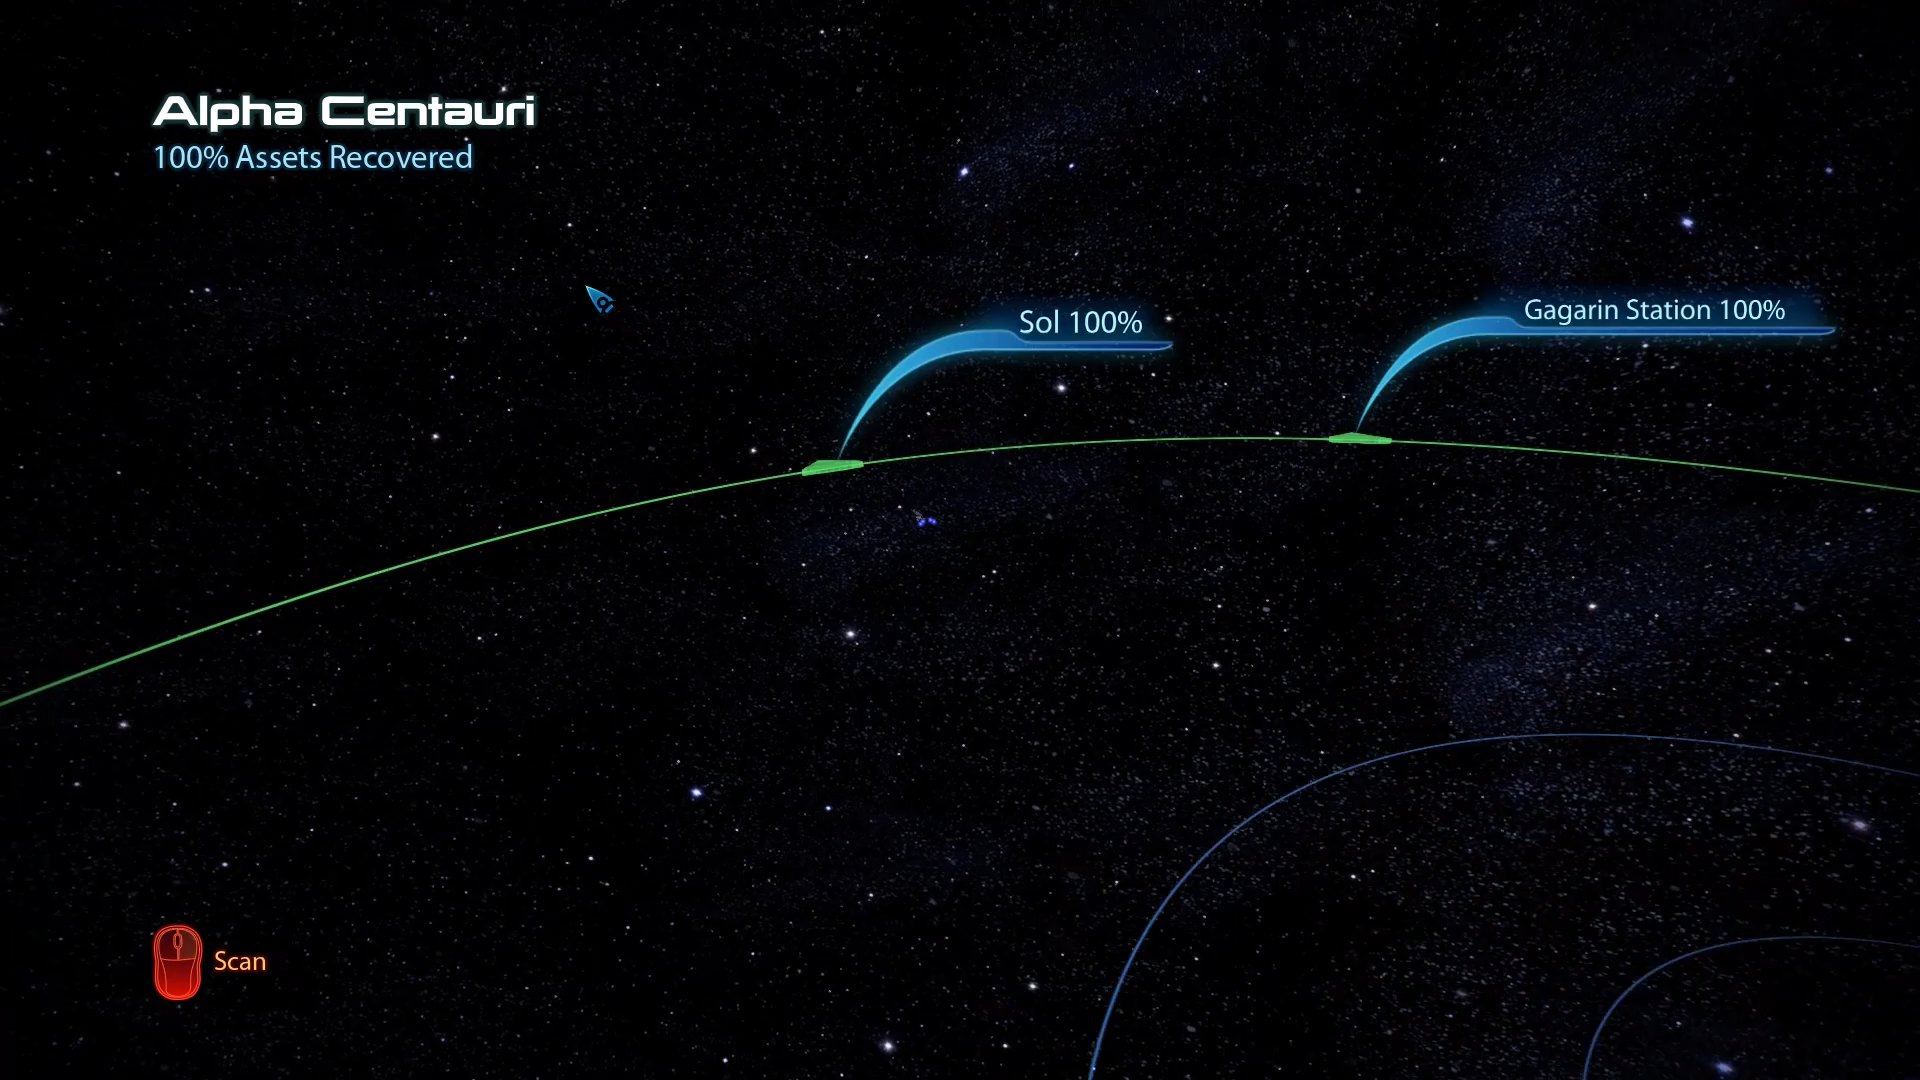 Alpha Centauri
100% Assets Recovered
Sol 100%
Gagarin Station 100%
Scan